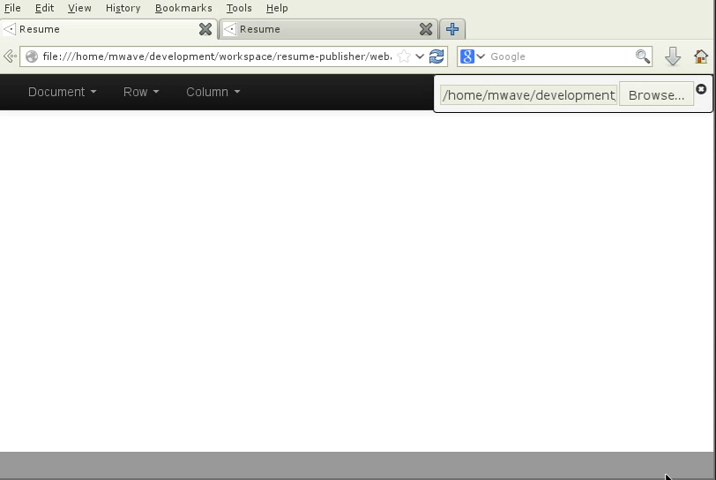 File Edit View History Bookmarks Tools Help
Resume Resume
file:///home/mwave/development/workspace/resume-publisher/web. Google
Document Row Column
/home/mwave/development Browse...